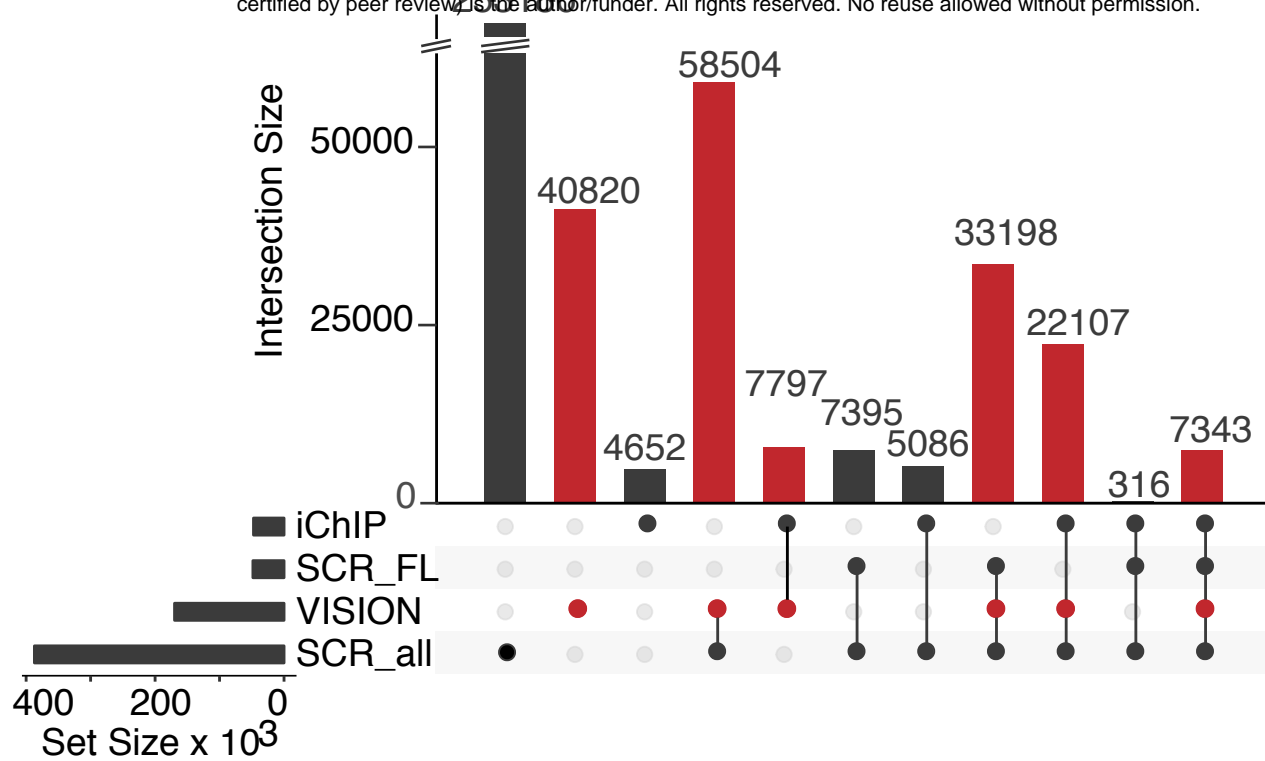 certified by peer review) is the author/funder. All rights reserved. No reuse allowed without permission.
Intersection Size
50000
25000
0
40820
4652
58504
7797
7395
5086
33198
22107
316
7343
iChIP
SCR_FL
VISION
SCR_all
400 200 0
Set Size x 10³